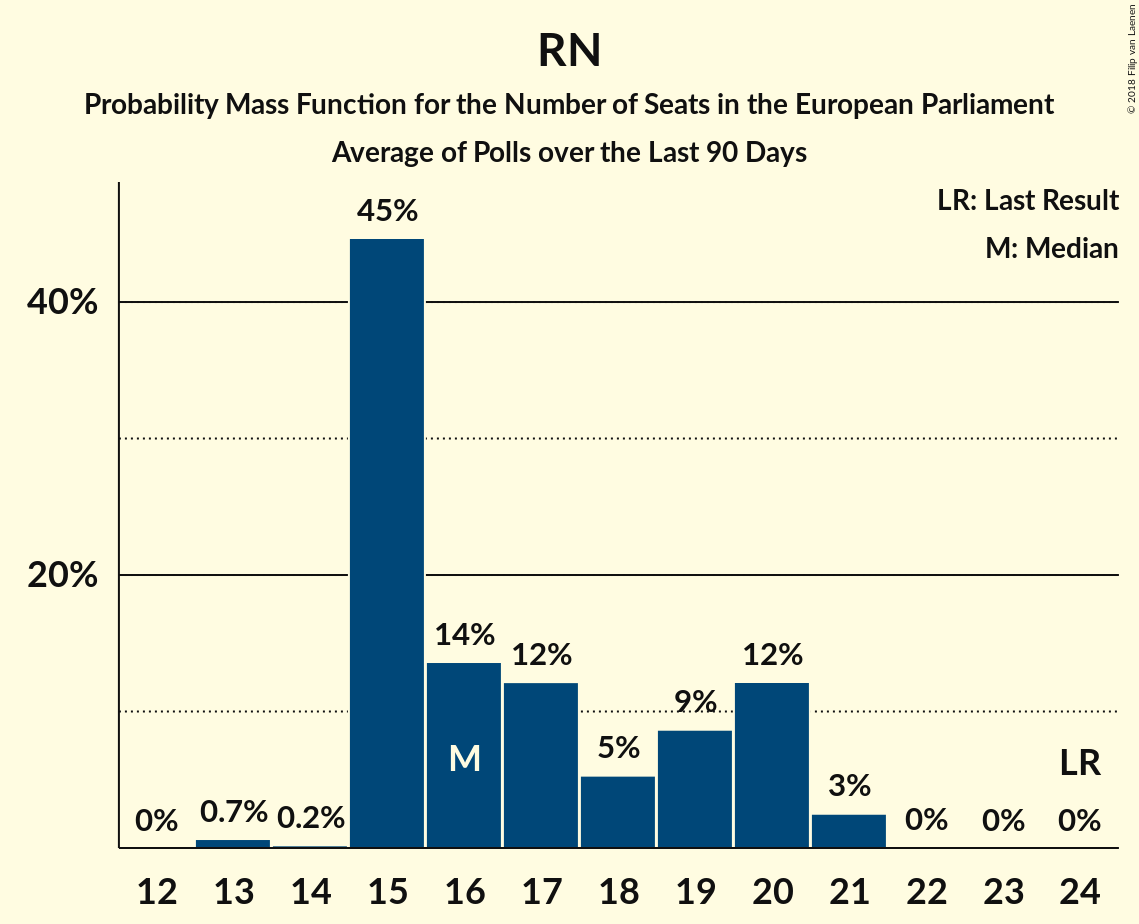 RN
Probability Mass Function for the Number of Seats in the European Parliament
Average of Polls over the Last 90 Days
© 2018 Filip van Laenen
LR: Last Result
M: Median
45%
40%
20%
14%
12%
12%
9%
5%
3%
M
LR
0%
0.7%
0.2%
0%
0%
0%
12 13 14 15 16 17 18 19 20 21 22 23 24